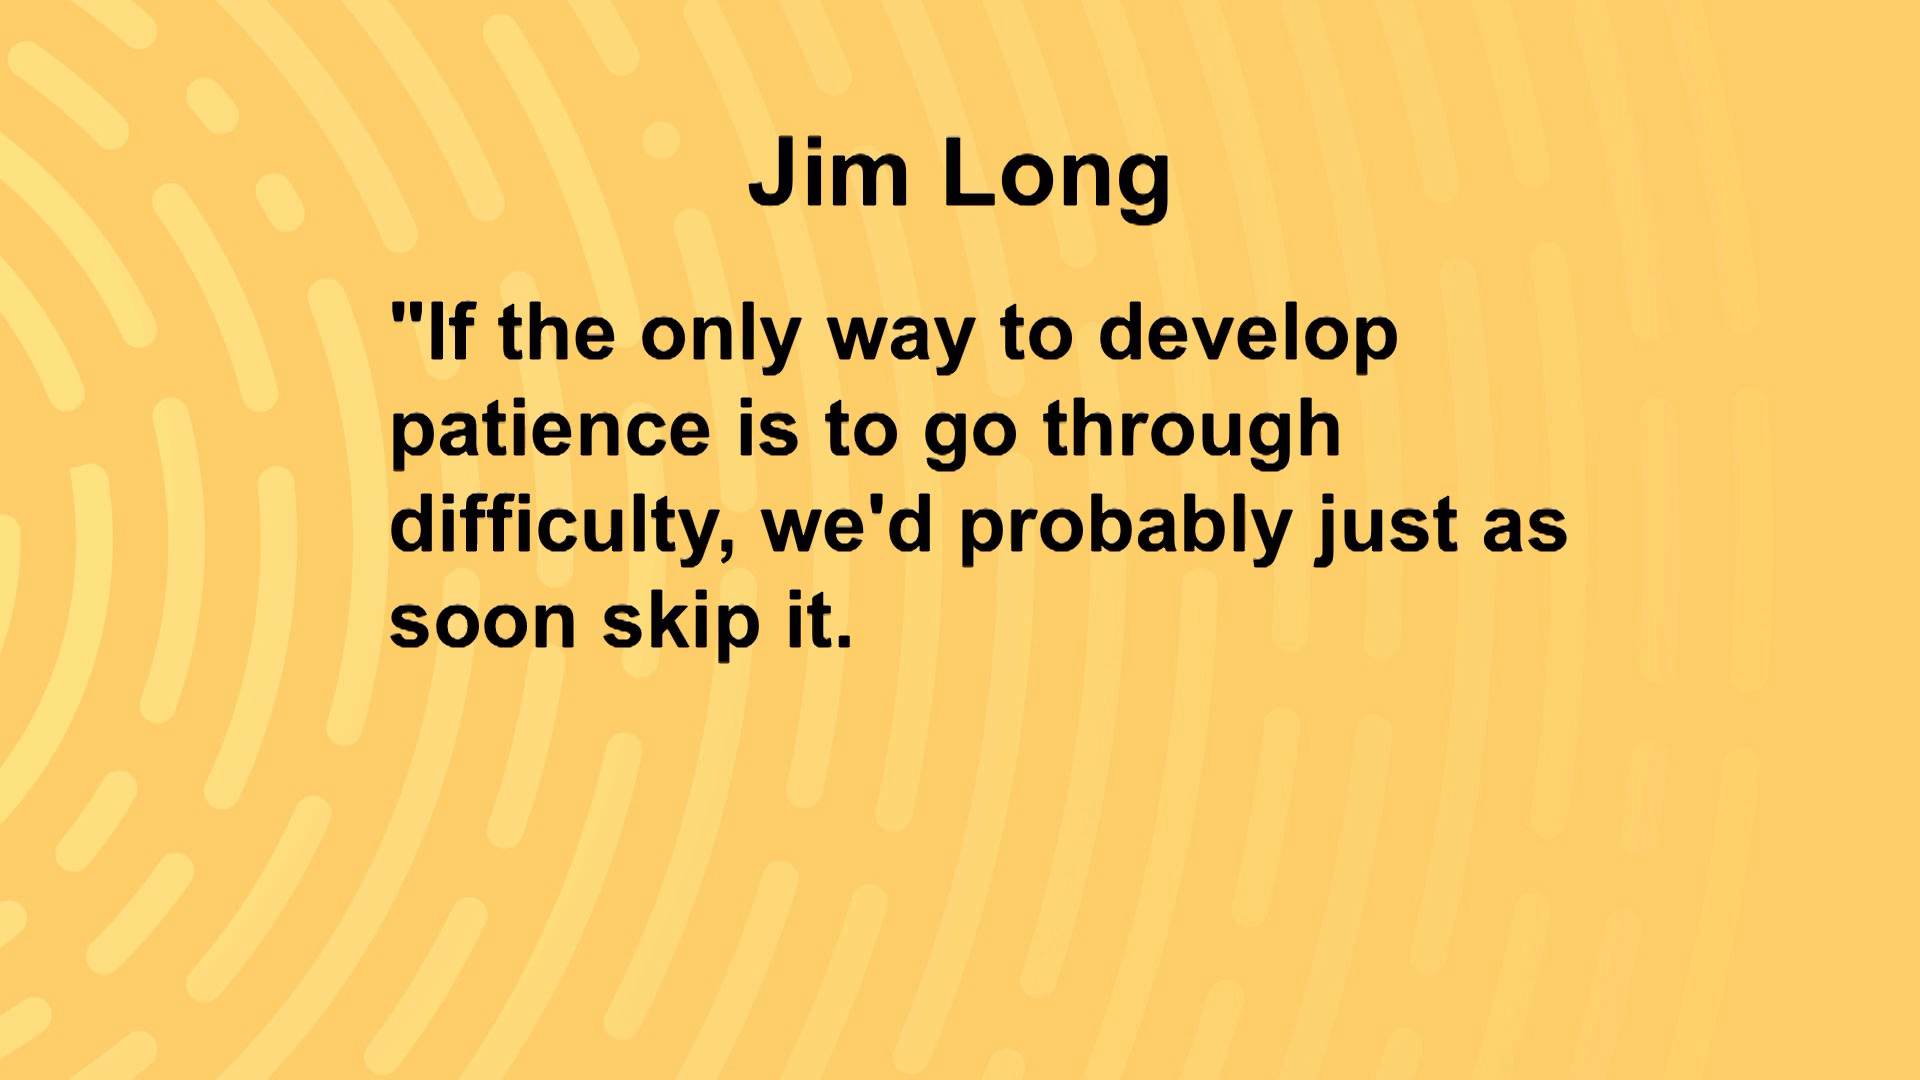 Jim Long
"If the only way to develop
patience is to go through
difficulty, we'd probably just as
soon skip it.